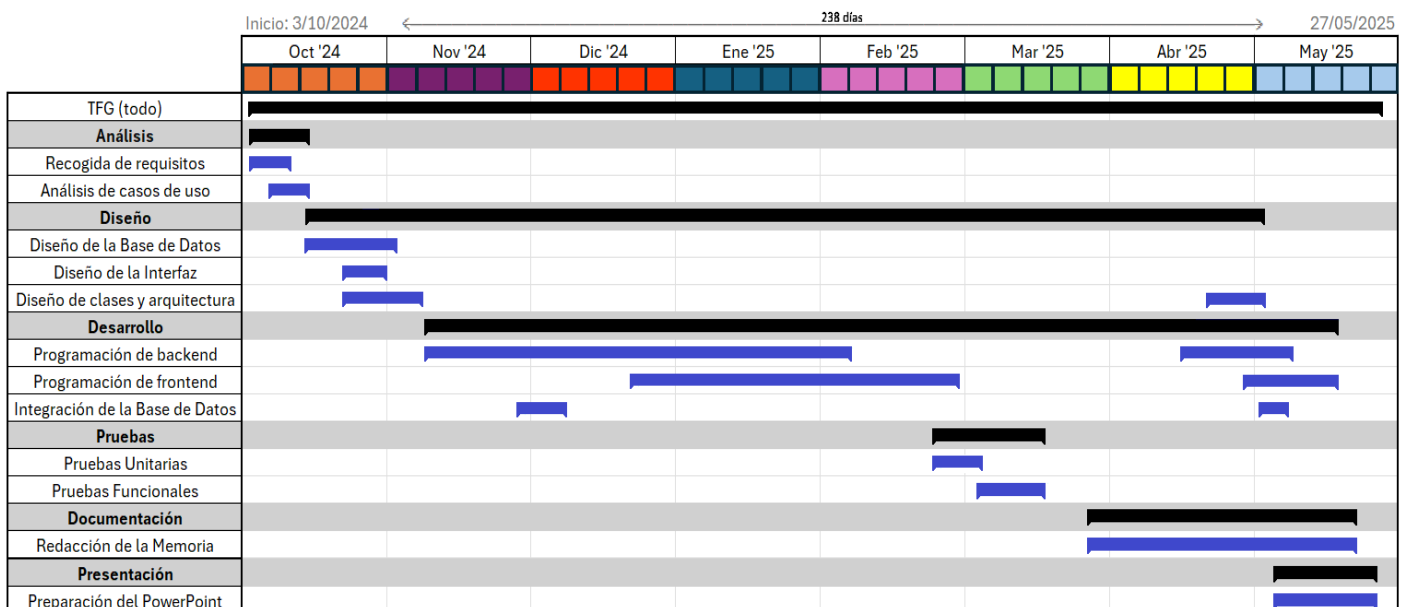 Inicio: 3/10/2024 238 días 27/05/2025
Oct '24 Nov '24 Dic '24 Ene '25 Feb '25 Mar '25 Abr '25 May '25
TFG (todo)
Análisis
Recogida de requisitos
Análisis de casos de uso
Diseño
Diseño de la Base de Datos
Diseño de la Interfaz
Diseño de clases y arquitectura
Desarrollo
Programación de backend
Programación de frontend
Integración de la Base de Datos
Pruebas
Pruebas Unitarias
Pruebas Funcionales
Documentación
Redacción de la Memoria
Presentación
Preparación del PowerPoint